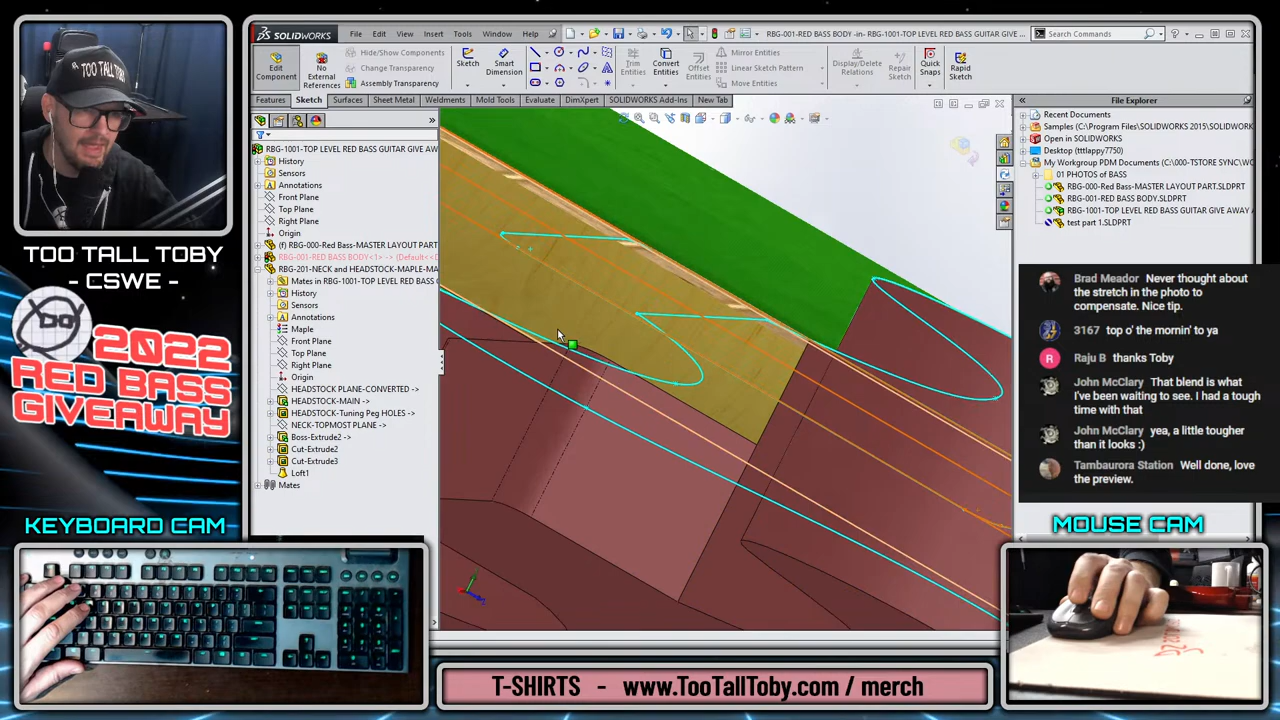 "TOO TALL TOBY"
TOO TALL TOBY
- CSWE -
2022
RED BASS
GIVEAWAY
KEYBOARD CAM
SOLIDWORKS
File Edit View Insert Tools Window Help
RBG-001-RED BASS BODY -in- RBG-1001-TOP LEVEL RED BASS GUITAR GIVE ...
Search Commands
Edit Component
No External References
Hide/Show Components
Change Transparency
Assembly Transparency
Sketch
Smart Dimension
Trim Entities
Convert Entities
Offset Entities
Mirror Entities
Linear Sketch Pattern
Move Entities
Display/Delete Relations
Repair Sketch
Quick Snaps
Rapid Sketch
Features Sketch Surfaces Sheet Metal Weldments Mold Tools Evaluate DimXpert SOLIDWORKS Add-Ins New Tab
RBG-1001-TOP LEVEL RED BASS GUITAR GIVE AW
History
Sensors
Annotations
Front Plane
Top Plane
Right Plane
Origin
(f) RBG-000-Red Bass-MASTER LAYOUT PART
RBG-001-RED BASS BODY<1> -> (Default<<D
RBG-201-NECK and HEADSTOCK-MAPLE-MA
Mates in RBG-1001-TOP LEVEL RED BASS G
History
Sensors
Annotations
Maple
Front Plane
Top Plane
Right Plane
Origin
HEADSTOCK PLANE-CONVERTED ->
HEADSTOCK-MAIN ->
HEADSTOCK-Tuning Peg HOLES ->
NECK-TOPMOST PLANE ->
Boss-Extrude2 ->
Cut-Extrude2
Cut-Extrude3
Loft1
Mates
File Explorer
Recent Documents
Samples (C:\Program Files\SOLIDWORKS 2015\SOLIDWORK
Open in SOLIDWORKS
Desktop (tttlappy7750)
My Workgroup PDM Documents (C:\000-TSTORE SYNC\W
01 PHOTOS of BASS
RBG-000-Red Bass-MASTER LAYOUT PART.SLDPRT
RBG-001-RED BASS BODY.SLDPRT
RBG-1001-TOP LEVEL RED BASS GUITAR GIVE AWAY
test part 1.SLDPRT
Brad Meador Never thought about the stretch in the photo to compensate. Nice tip.
3167 top o' the mornin' to ya
Raju B thanks Toby
John McClary That blend is what I've been waiting to see. I had a tough time with that
John McClary yea, a little tougher than it looks :)
Tambaurora Station Well done, love the preview.
MOUSE CAM
T-SHIRTS - www.TooTallToby.com / merch